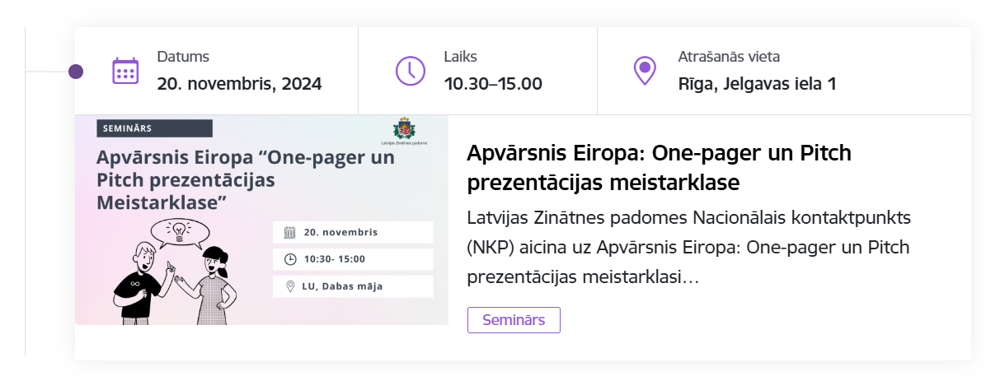 Datums
20. novembris, 2024
Laiks
10.30–15.00
Atrašanās vieta
Rīga, Jelgavas iela 1
SEMINĀRS
Latvijas Zinātnes padome
Apvārsnis Eiropa “One-pager un
Pitch prezentācijas
Meistarklase”
20. novembris
10:30- 15:00
LU, Dabas māja
Apvārsnis Eiropa: One-pager un Pitch
prezentācijas meistarklase
Latvijas Zinātnes padomes Nacionālais kontaktpunkts
(NKP) aicina uz Apvārsnis Eiropa: One-pager un Pitch
prezentācijas meistarklasi…
Seminārs